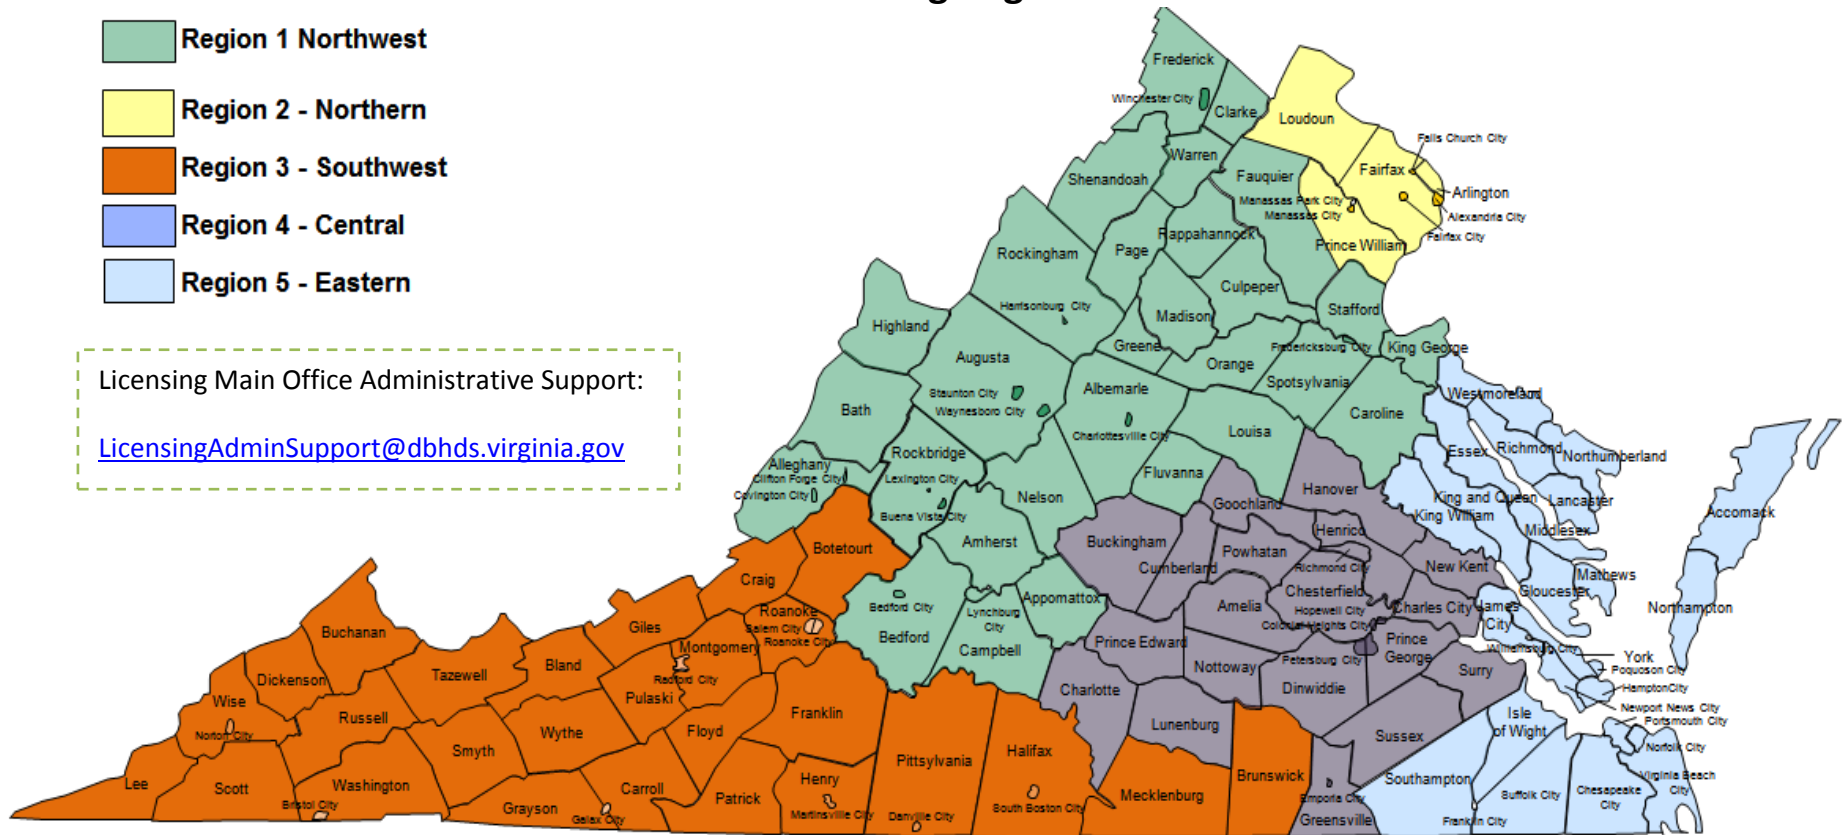 Region 1 Northwest
Region 2 - Northern
Region 3 - Southwest
Region 4 - Central
Region 5 - Eastern
Licensing Main Office Administrative Support:
LicensingAdminSupport@dbhds.virginia.gov
Frederick
Winchester City
Clarke
Loudoun
Falls Church City
Warren
Fairfax
Shenandoah
Fauquier
Arlington
Manassas Park City
Manassas City
Alexandria City
Fairfax City
Rappahannock
Page
Prince William
Rockingham
Culpeper
Harrisonburg City
Stafford
Madison
Highland
Greene
Fredericksburg City
King George
Augusta
Orange
Albemarle
Spotsylvania
Staunton City
Westmoreland
Waynesboro City
Bath
Caroline
Charlottesville City
Louisa
Rockbridge
Essex
Richmond
Northumberland
Alleghany
Clifton Forge City
Lexington City
Fluvanna
Covington City
Hanover
Nelson
King and Queen
Lancaster
Goochland
King William
Accomack
Buena Vista City
Henrico
Middlesex
Amherst
Buckingham
Botetourt
Powhatan
Cumberland
Richmond City
New Kent
Mathews
Craig
Chesterfield
Gloucester
Appomattox
Bedford City
Lynchburg
City
Amelia
Hopewell City
Charles City
James
City
Northampton
Roanoke
Salem City
Roanoke City
Colonial Heights City
Giles
Buchanan
Bedford
Campbell
Prince Edward
Prince
George
Montgomery
Williamsburg City
York
Bland
Nottoway
Petersburg City
Poquoson City
Tazewell
Dickenson
Radford City
Surry
HamptonCity
Pulaski
Charlotte
Dinwiddie
Wise
Newport News City
Portsmouth City
Russell
Franklin
Isle
of Wight
Lunenburg
Norton City
Wythe
Floyd
Sussex
Norfolk City
Smyth
Halifax
Pittsylvania
Lee
Scott
Washington
Carroll
Henry
Brunswick
Southampton
Virginia Beach
City
Patrick
Mecklenburg
Emporia City
Suffolk City
Chesapeake
City
Bristol City
Grayson
Galax City
Martinsville City
Danville City
South Boston City
Greensville
Franklin City